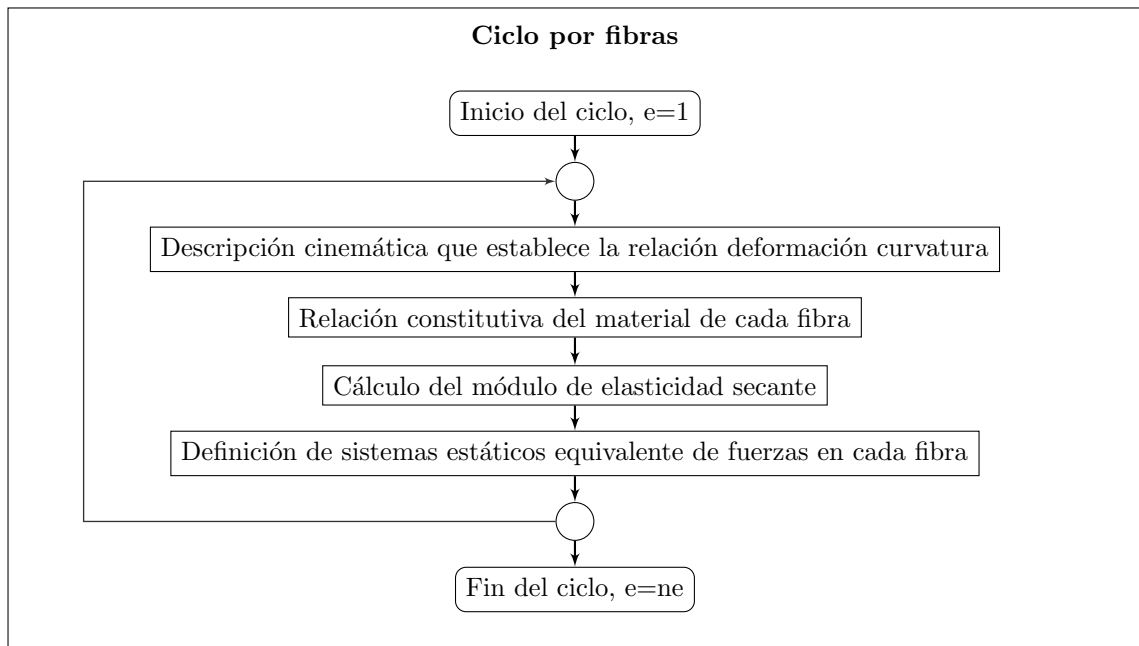 Ciclo por fibras
Inicio del ciclo, e=1
Descripción cinemática que establece la relación deformación curvatura
Relación constitutiva del material de cada fibra
Cálculo del módulo de elasticidad secante
Definición de sistemas estáticos equivalente de fuerzas en cada fibra
Fin del ciclo, e=ne